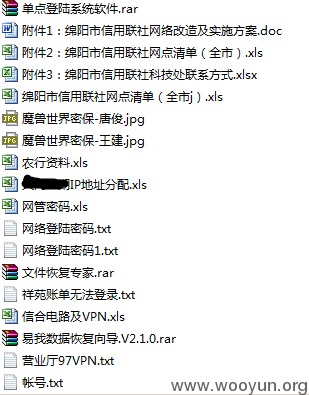 单点登陆系统软件.rar
附件1：绵阳市信用联社网络改造及实施方案.doc
附件2：绵阳市信用联社网点清单（全市）.xls
附件3：绵阳市信用联社科技处联系方式.xlsx
绵阳市信用联社网点清单（全市j）.xls
魔兽世界密保-唐俊.jpg
魔兽世界密保-王建.jpg
农行资料.xls
IP地址分配.xls
网管密码.xls
网络登陆密码.txt
网络登陆密码1.txt
文件恢复专家.rar
祥苑账单无法登录.txt
信合电路及VPN.xls
易我数据恢复向导.V2.1.0.rar
营业厅97VPN.txt
帐号.txt
www.wooyun.org